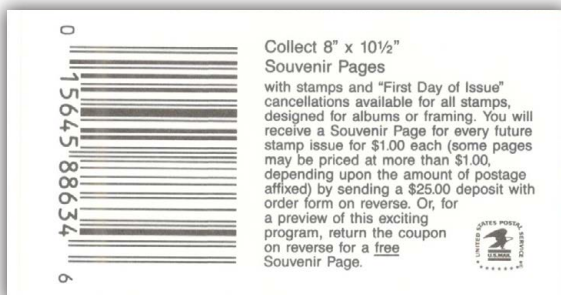 0 15645 88634 6
Collect 8" x 10½"
Souvenir Pages
with stamps and “First Day of Issue”
cancellations available for all stamps,
designed for albums or framing. You will
receive a Souvenir Page for every future
stamp issue for $1.00 each (some pages
may be priced at more than $1.00,
depending upon the amount of postage
affixed) by sending a $25.00 deposit with
order form on reverse. Or, for
a preview of this exciting
program, return the coupon
on reverse for a free
Souvenir Page.
UNITED STATES POSTAL SERVICE
U.S.MAIL